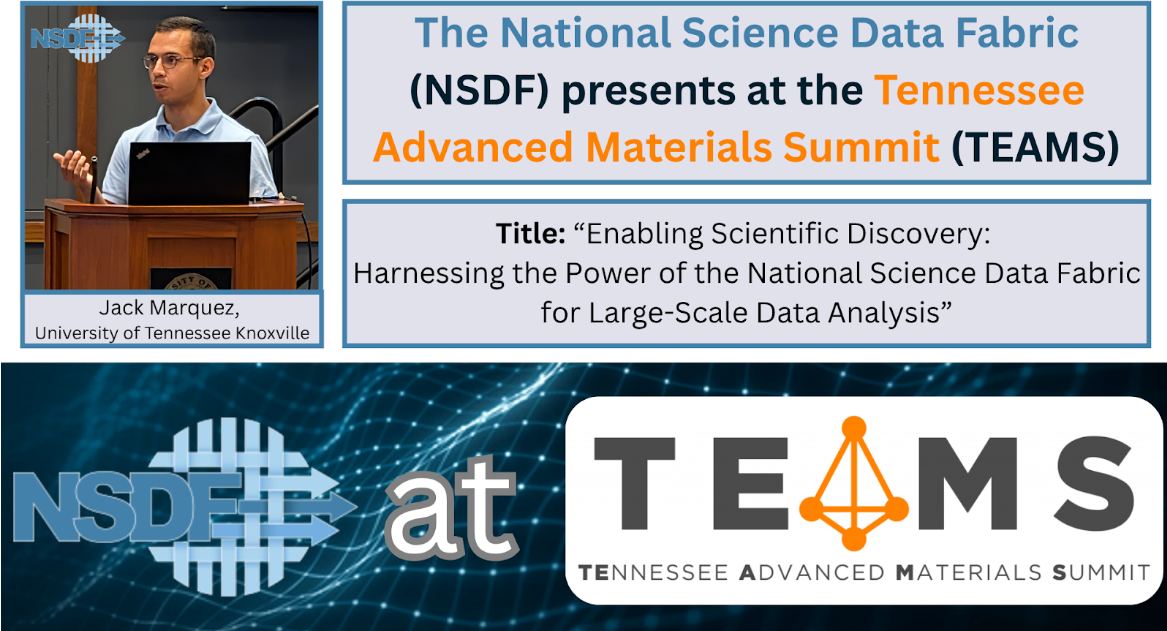 NSDF
The National Science Data Fabric
(NSDF) presents at the Tennessee
Advanced Materials Summit (TEAMS)
ThinkPad
Jack Marquez,
University of Tennessee Knoxville
Title: “Enabling Scientific Discovery:
Harnessing the Power of the National Science Data Fabric
for Large-Scale Data Analysis”
NSDF
at
TEAMS
TENNESSEE ADVANCED MATERIALS SUMMIT